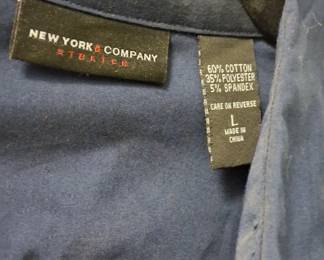 NEW YORK & COMPANY
STRETCH
60% COTTON
35% POLYESTER
5% SPANDEX
CARE ON REVERSE
L
MADE IN
CHINA